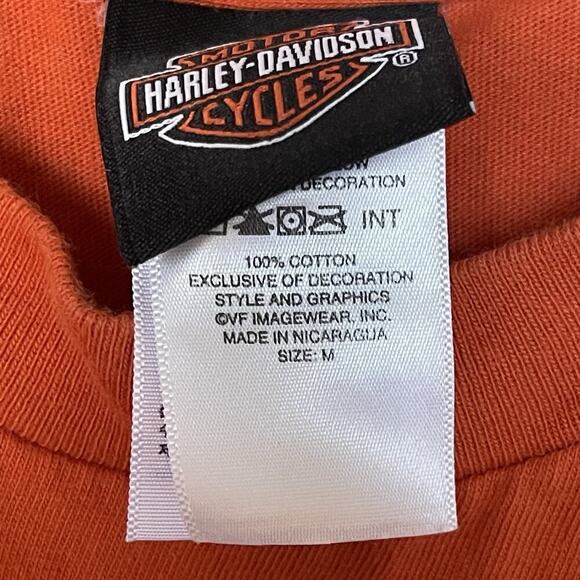 MOTOR
HARLEY-DAVIDSON
CYCLES
®
DECORATION
INT
100% COTTON
EXCLUSIVE OF DECORATION
STYLE AND GRAPHICS
©VF IMAGEWEAR, INC.
MADE IN NICARAGUA
SIZE: M